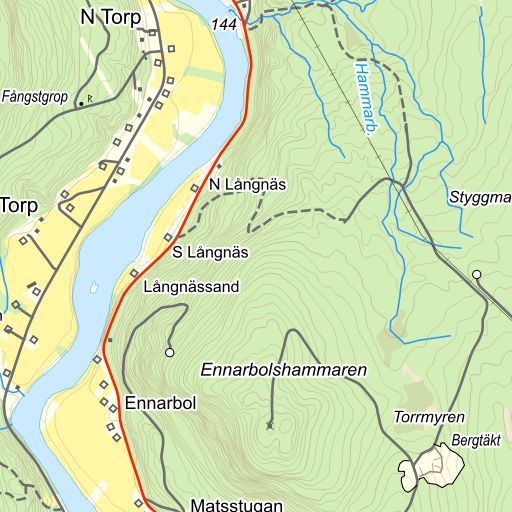 N Torp
144
Fångstgrop
R
Hammarb.
N Långnäs
Styggma
Torp
S Långnäs
Långnässand
n
Ennarbolshammaren
Ennarbol
Torrmyren
Bergtäkt
Matsstugan